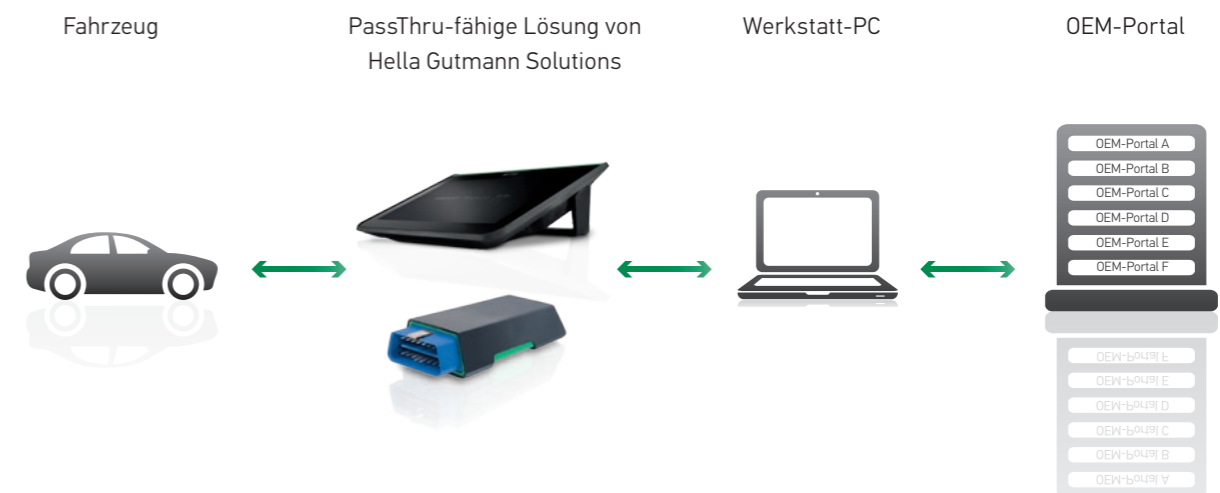 Fahrzeug
PassThru-fähige Lösung von
Hella Gutmann Solutions
Werkstatt-PC
OEM-Portal
OEM-Portal A
OEM-Portal B
OEM-Portal C
OEM-Portal D
OEM-Portal E
OEM-Portal F